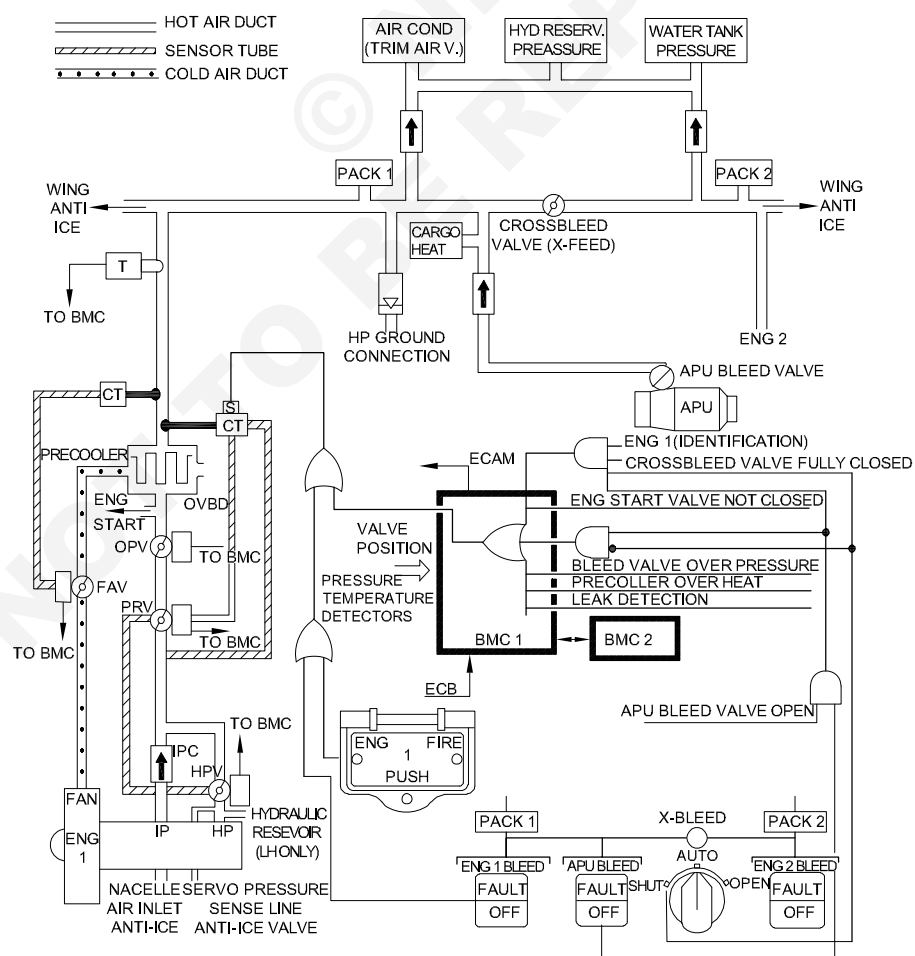 HOT AIR DUCT
SENSOR TUBE
COLD AIR DUCT
AIR COND
(TRIM AIR V.)
HYD RESERV.
PREASSURE
WATER TANK
PRESSURE
PACK 1
PACK 2
WING
ANTI
ICE
WING
ANTI
ICE
CARGO
HEAT
CROSSBLEED
VALVE (X-FEED)
T
TO BMC
HP GROUND
CONNECTION
ENG 2
APU BLEED VALVE
APU
CT
S
CT
PRECOOLER
ENG
START
OVBD
OPV
TO BMC
FAV
PRV
TO BMC
TO BMC
ECAM
ENG 1(IDENTIFICATION)
CROSSBLEED VALVE FULLY CLOSED
ENG START VALVE NOT CLOSED
VALVE
POSITION
PRESSURE
TEMPERATURE
DETECTORS
BLEED VALVE OVER PRESSURE
PRECOLLER OVER HEAT
LEAK DETECTION
BMC 1
BMC 2
ECB
APU BLEED VALVE OPEN
TO BMC
IPC
HPV
ENG
FIRE
1
PUSH
FAN
ENG
1
IP
HP
HYDRAULIC
RESEVOIR
(LH ONLY)
NACELLE
AIR INLET
ANTI-ICE
SERVO PRESSURE
SENSE LINE
ANTI-ICE VALVE
PACK 1
X-BLEED
PACK 2
ENG 1 BLEED
APU BLEED
AUTO
ENG 2 BLEED
FAULT
OFF
FAULT
OFF
SHUT
OPEN
FAULT
OFF
© 
NOT TO BE REP